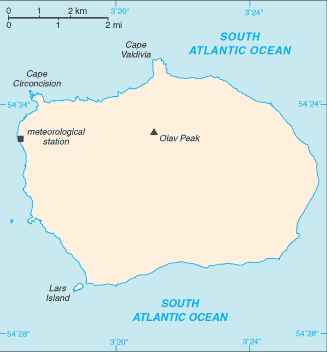 0 1 2 km
0 1 2 mi
3°20'
3°24'
SOUTH
ATLANTIC OCEAN
Cape
Valdivia
Cape
Circoncision
54°24'
54°24'
meteorological
station
Olav Peak
Lars
Island
SOUTH
ATLANTIC OCEAN
54°28'
54°28'
3°20'
3°24'